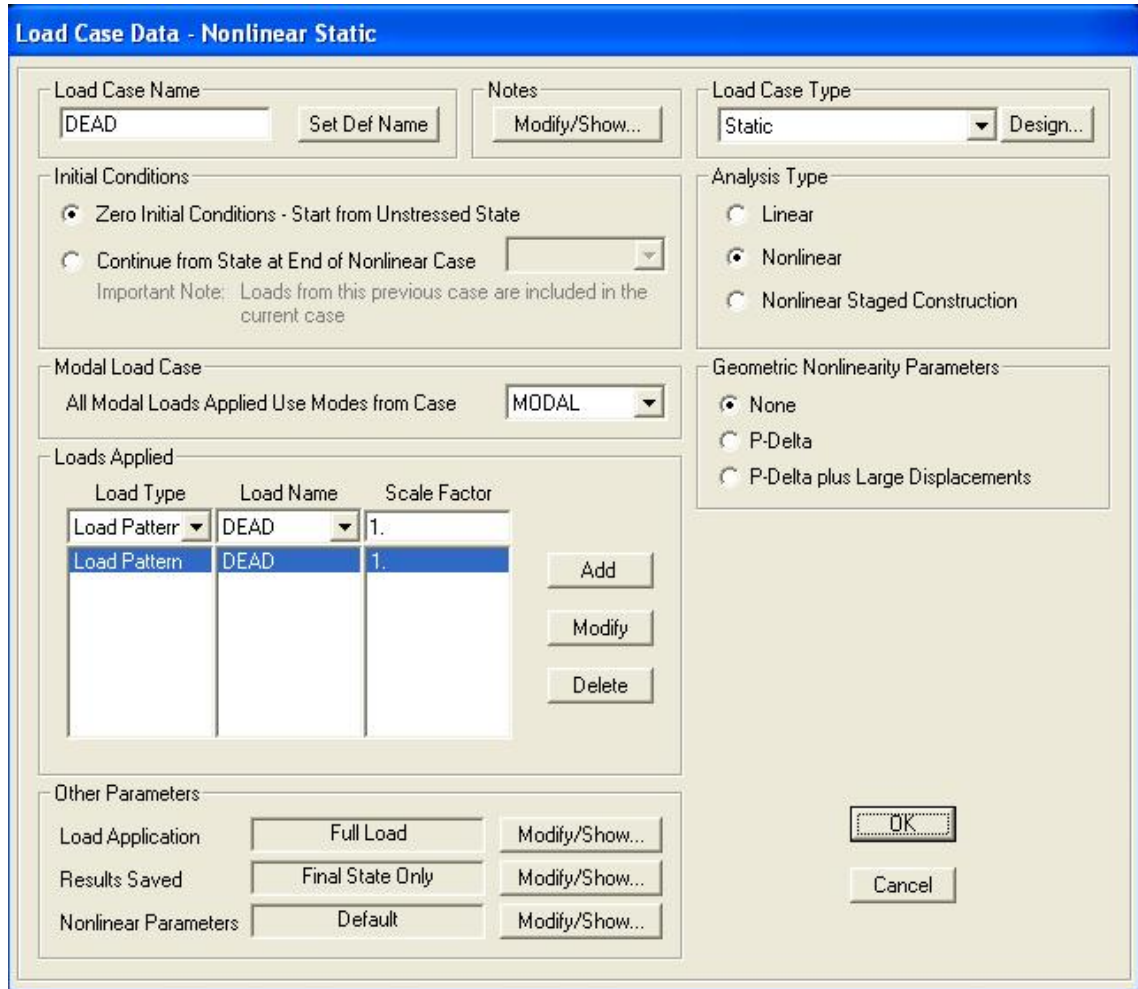 Load Case Data - Nonlinear Static
Load Case Name
DEAD
Set Def Name
Notes
Modify/Show...
Load Case Type
Static
Design...
Initial Conditions
Zero Initial Conditions - Start from Unstressed State
Continue from State at End of Nonlinear Case
Important Note: Loads from this previous case are included in the
current case
Analysis Type
Linear
Nonlinear
Nonlinear Staged Construction
Modal Load Case
All Modal Loads Applied Use Modes from Case
MODAL
Geometric Nonlinearity Parameters
None
P-Delta
P-Delta plus Large Displacements
Loads Applied
Load Type Load Name Scale Factor
Load Pattern DEAD 1.
Load Pattern DEAD 1.
Add
Modify
Delete
Other Parameters
Load Application Full Load Modify/Show...
Results Saved Final State Only Modify/Show...
Nonlinear Parameters Default Modify/Show...
OK
Cancel